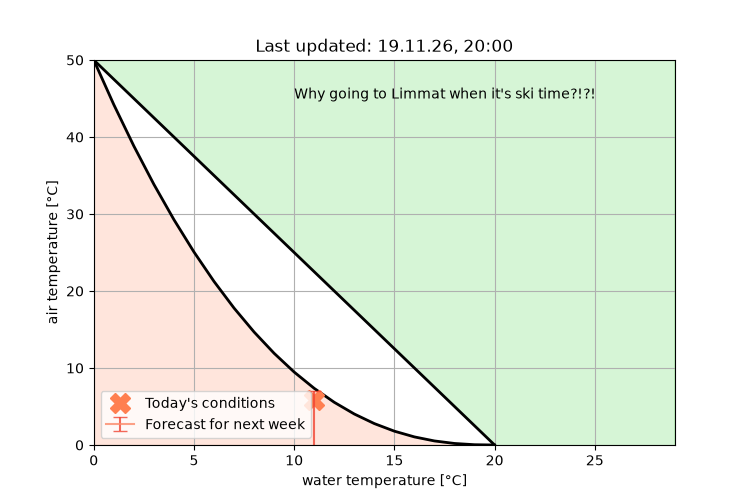 Last updated: 19.11.26, 20:00
50
Why going to Limmat when it's ski time?!?!
40
30
air temperature [°C]
20
10
Today's conditions
Forecast for next week
0
0 5 10 15 20 25
water temperature [°C]